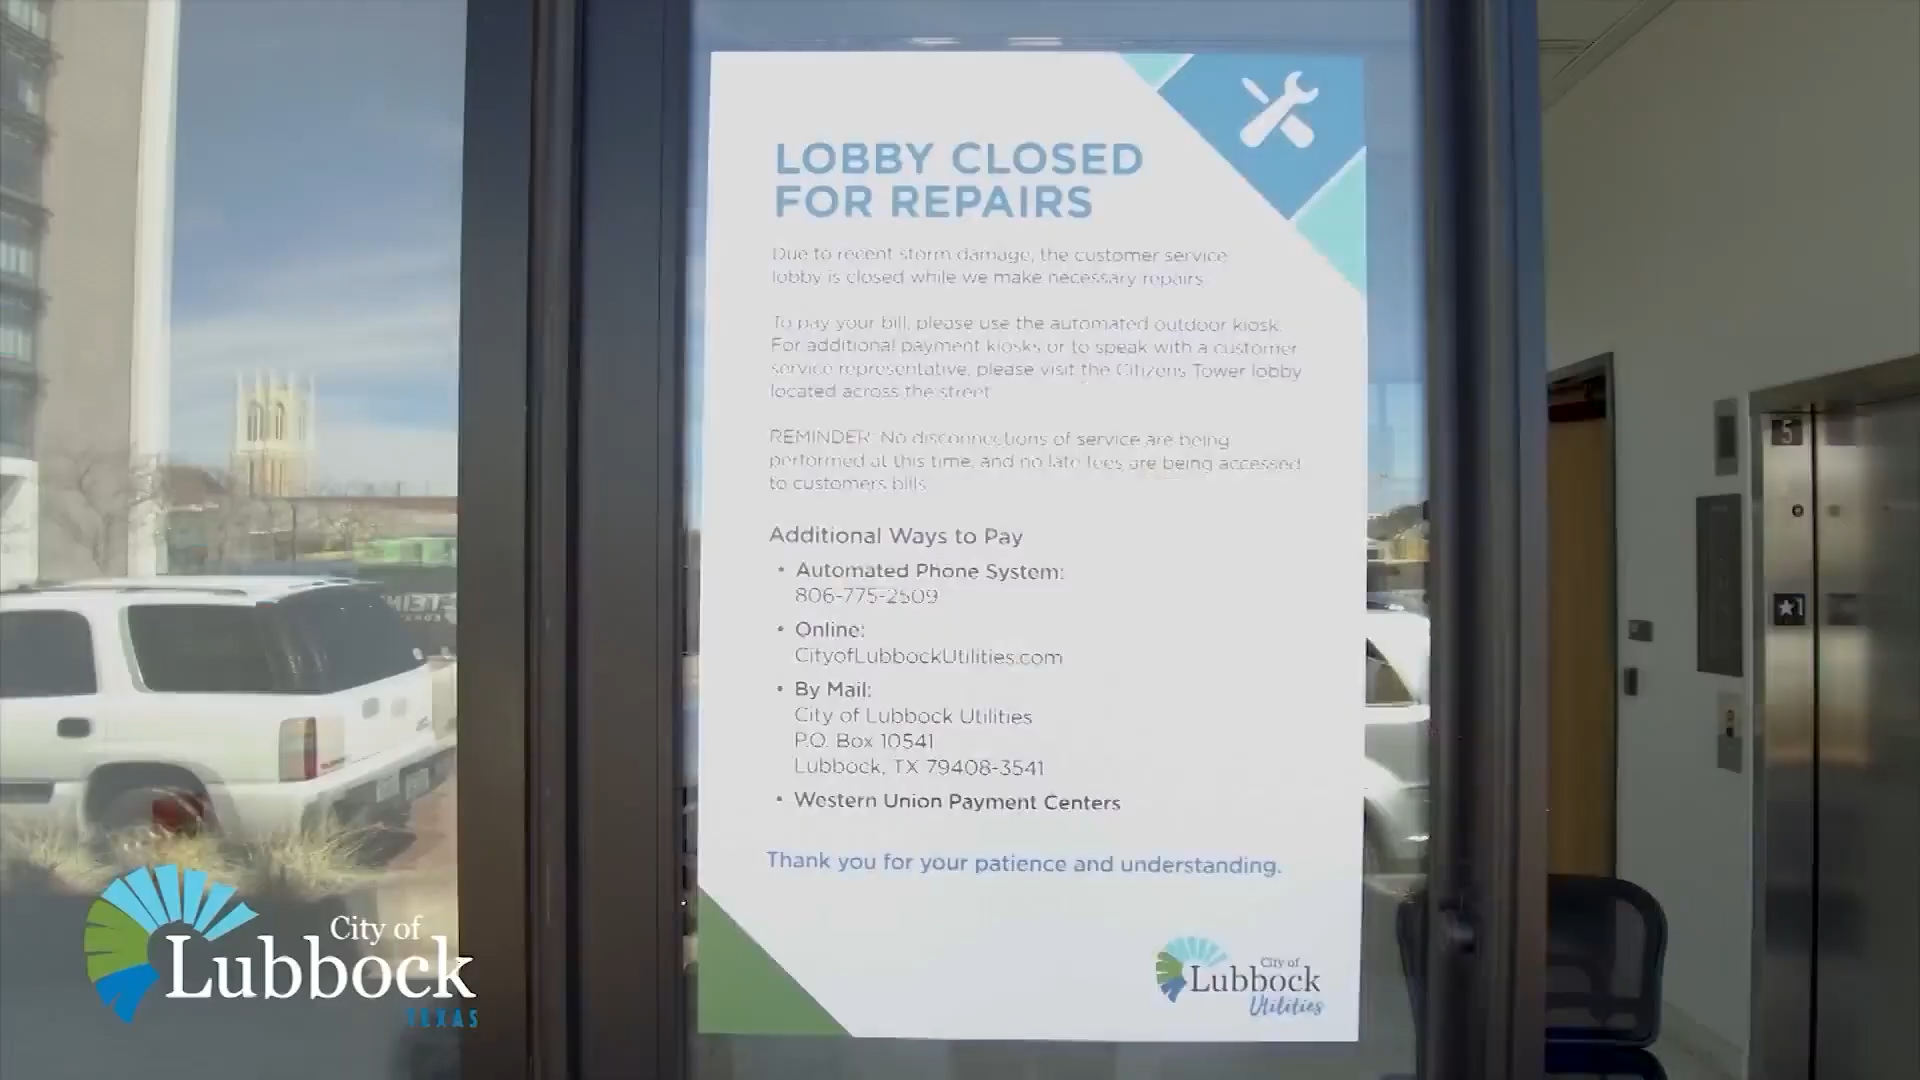 LOBBY CLOSED
FOR REPAIRS
Due to recent storm damage, the customer service
lobby is closed while we make necessary repairs.
To pay your bill, please use the automated outdoor kiosk.
For additional payment kiosks or to speak with a customer
service representative, please visit the Citizens Tower lobby
located across the street.
REMINDER: No disconnections of service are being
performed at this time, and no late fees are being accessed
to customers bills.
Additional Ways to Pay
• Automated Phone System:
806-775-2509
• Online:
CityofLubbockUtilities.com
• By Mail:
City of Lubbock Utilities
P.O. Box 10541
Lubbock, TX 79408-3541
• Western Union Payment Centers
Thank you for your patience and understanding.
City of
Lubbock
Utilities
5
★1
City of
Lubbock
TEXAS